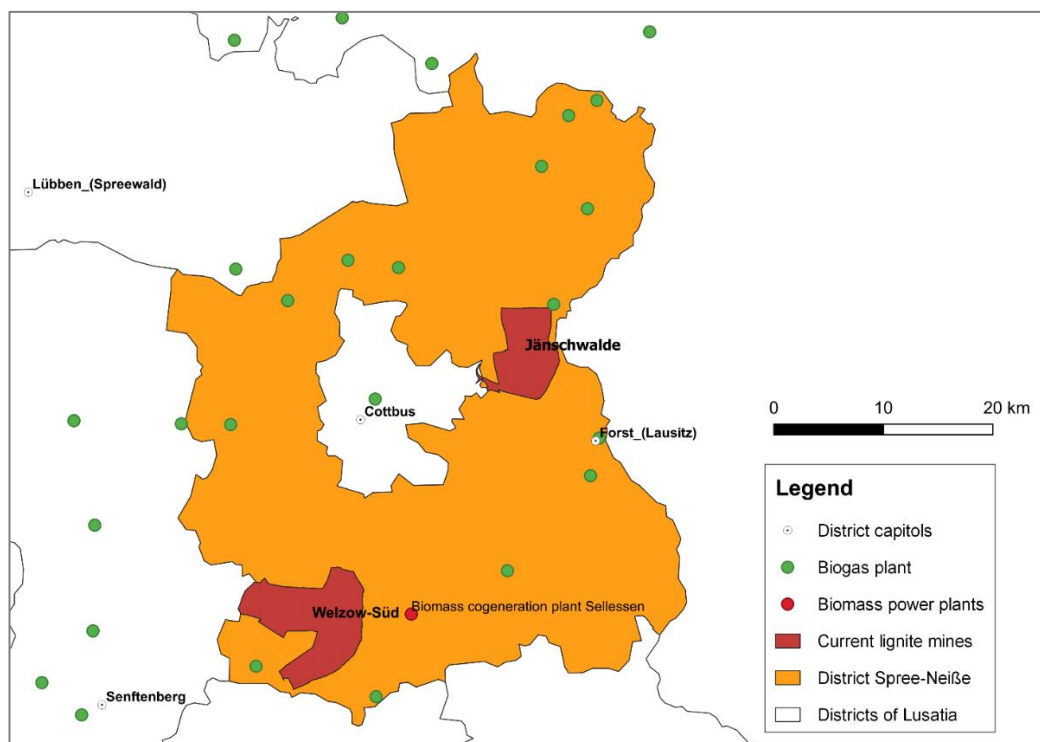 Lübben_(Spreewald)
Jänschwalde
Cottbus
0 10 20 km
Forst_(Lausitz)
Legend
District capitols
Biogas plant
Biomass cogeneration plant Sellessen
Welzow-Süd
Biomass power plants
Current lignite mines
District Spree-Neiße
Senftenberg
Districts of Lusatia